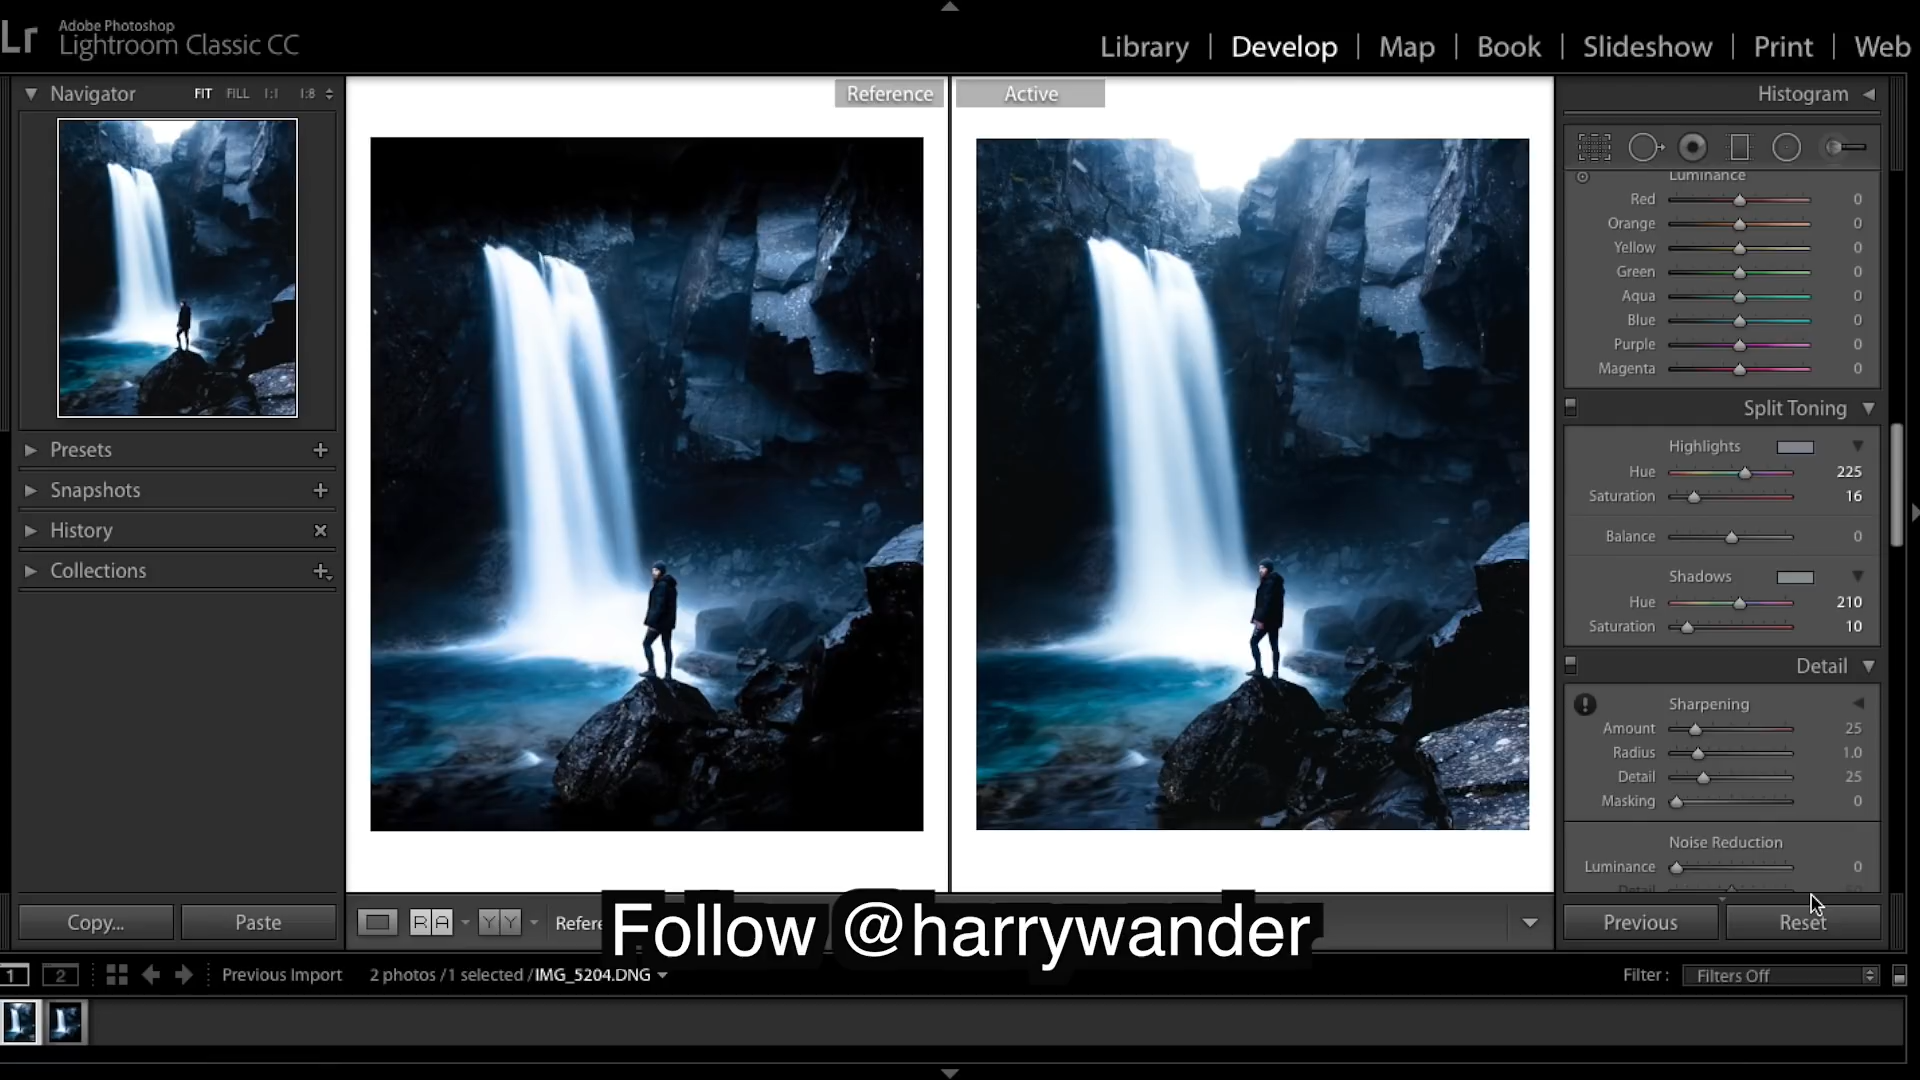 Lr
Adobe Photoshop
Lightroom Classic CC
Library | Develop | Map | Book | Slideshow | Print | Web
Navigator FIT FILL 1:1 1:8
Reference
Active
Histogram
Luminance
Red 0
Orange 0
Yellow 0
Green 0
Aqua 0
Blue 0
Purple 0
Magenta 0
Split Toning
Highlights
Hue 225
Saturation 16
Balance 0
Shadows
Hue 210
Saturation 10
Detail
Sharpening
Amount 25
Radius 1.0
Detail 25
Masking 0
Noise Reduction
Luminance 0
Presets
Snapshots
History
Collections
Copy... Paste
R A Y Y Refere
Follow @harrywander
Previous Reset
1 2 Previous Import 2 photos / 1 selected / IMG_5204.DNG
Filter : Filters Off